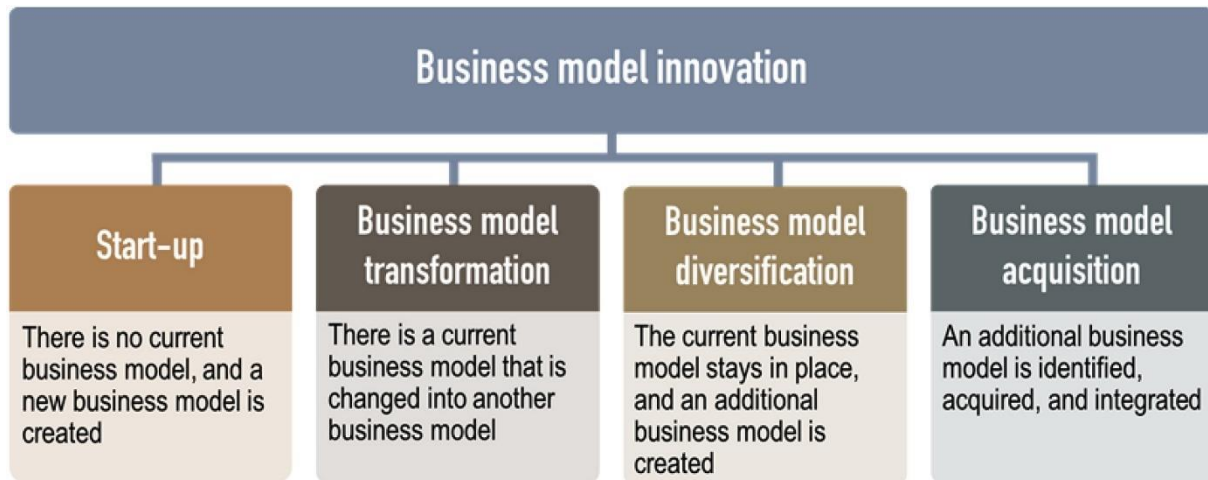 Business model innovation
Start-up
There is no current
business model, and a
new business model is
created
Business model
transformation
There is a current
business model that is
changed into another
business model
Business model
diversification
The current business
model stays in place,
and an additional
business model is
created
Business model
acquisition
An additional business
model is identified,
acquired, and integrated